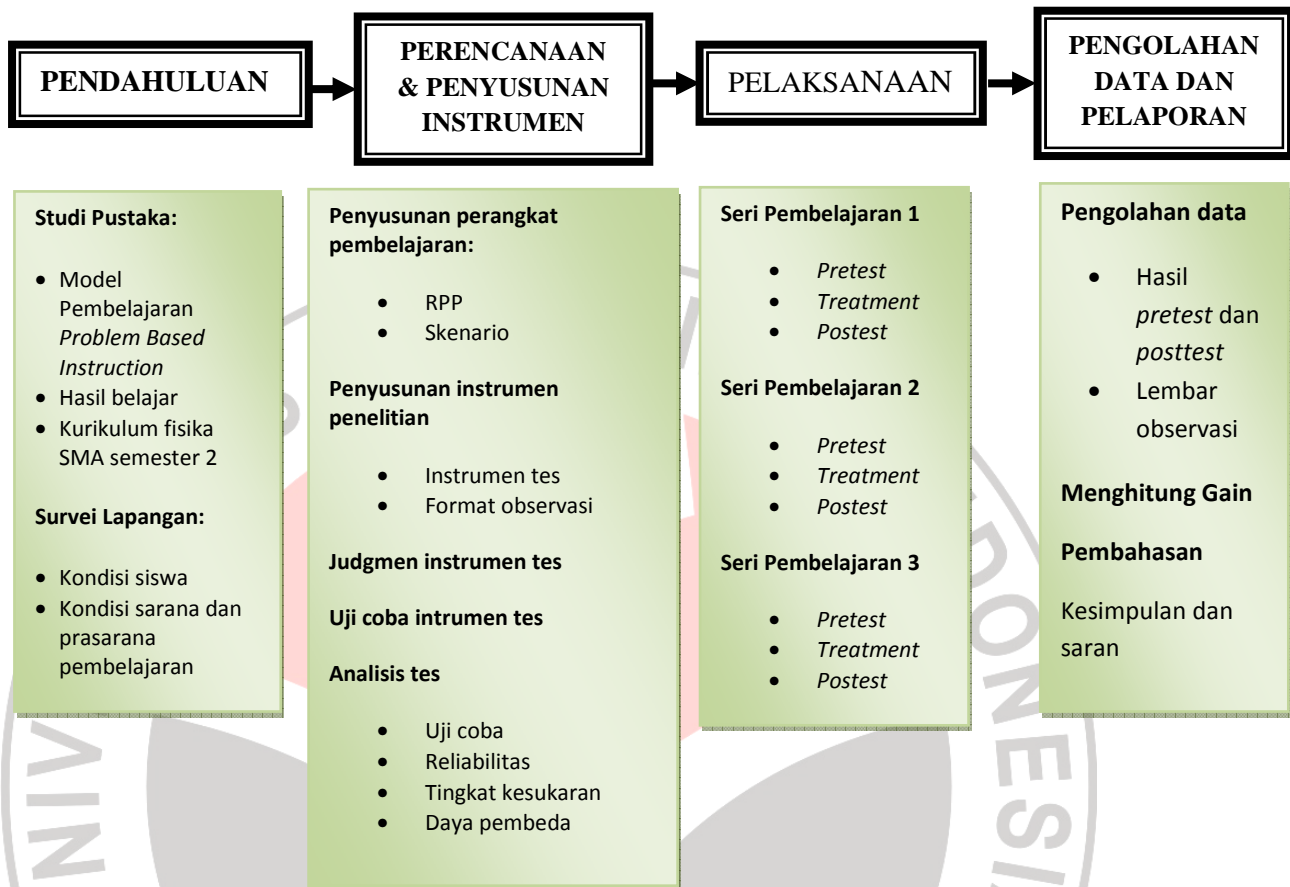 PENDAHULUAN
PERENCANAAN
& PENYUSUNAN
INSTRUMEN
PELAKSANAAN
PENGOLAHAN
DATA DAN
PELAPORAN
Studi Pustaka:
• Model
Pembelajaran
Problem Based
Instruction
• Hasil belajar
• Kurikulum fisika
SMA semester 2
Survei Lapangan:
• Kondisi siswa
• Kondisi sarana dan
prasarana
pembelajaran
Penyusunan perangkat
pembelajaran:
• RPP
• Skenario
Penyusunan instrumen
penelitian
• Instrumen tes
• Format observasi
Judgmen instrumen tes
Uji coba intrumen tes
Analisis tes
• Uji coba
• Reliabilitas
• Tingkat kesukaran
• Daya pembeda
Seri Pembelajaran 1
• Pretest
• Treatment
• Postest
Seri Pembelajaran 2
• Pretest
• Treatment
• Postest
Seri Pembelajaran 3
• Pretest
• Treatment
• Postest
Pengolahan data
• Hasil
pretest dan
posttest
• Lembar
observasi
Menghitung Gain
Pembahasan
Kesimpulan dan
saran